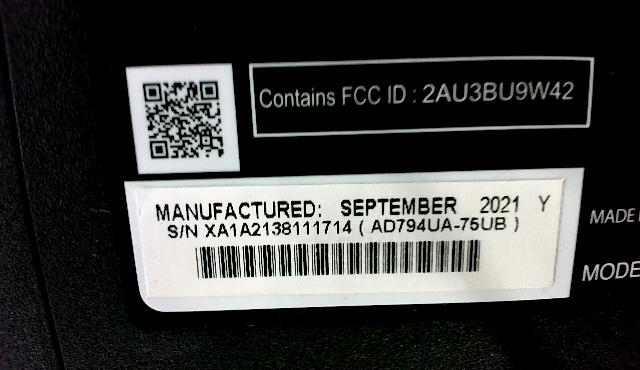 Contains FCC ID : 2AU3BU9W42
MANUFACTURED: SEPTEMBER 2021 Y
S/N XA1A2138111714 ( AD794UA-75UB )
MADE
MODE